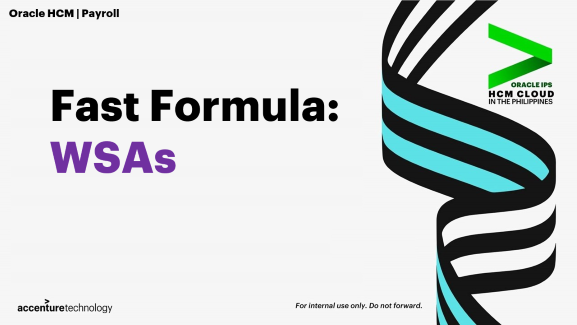 Oracle HCM | Payroll
ORACLE IPS
HCM CLOUD
IN THE PHILIPPINES
Fast Formula:
WSAs
accenturetechnology
For internal use only. Do not forward.